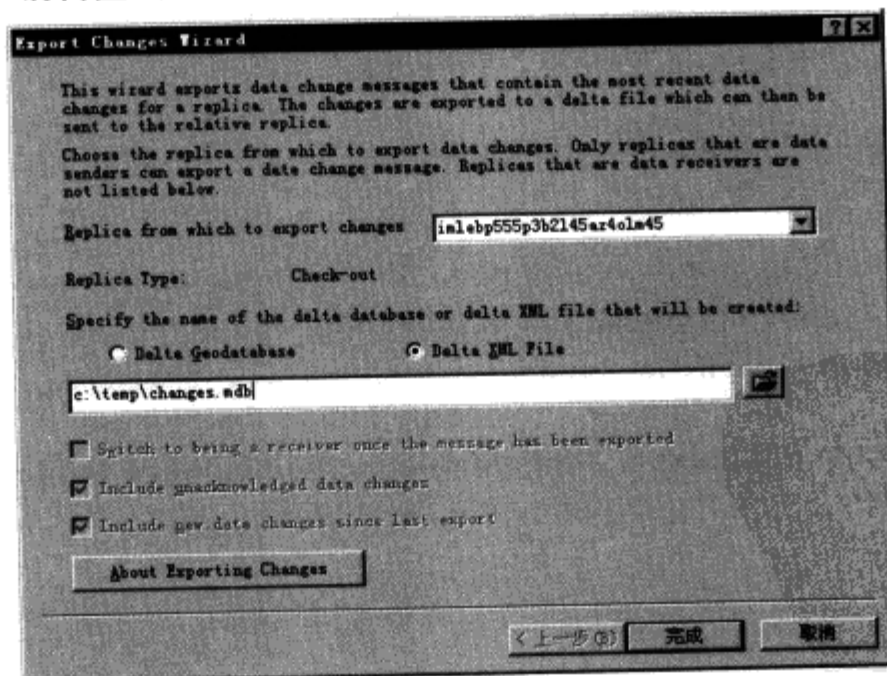 Export Changes Wizard
This wizard exports data change messages that contain the most recent data
changes for a replica. The changes are exported to a delta file which can then be
sent to the relative replica.
Choose the replica from which to export data changes. Only replicas that are data
senders can export a date change message. Replicas that are data receivers are
not listed below.
Replica from which to export changes
Replica Type: Check-out
Specify the name of the delta database or delta XML file that will be created:
Delta Geodatabase Delta XML File
c:\temp\changes.mdb
Switch to being a receiver once the message has been exported
Include unacknowledged data changes
Include new data changes since last export
About Exporting Changes
< 上一步(B) 完成 取消